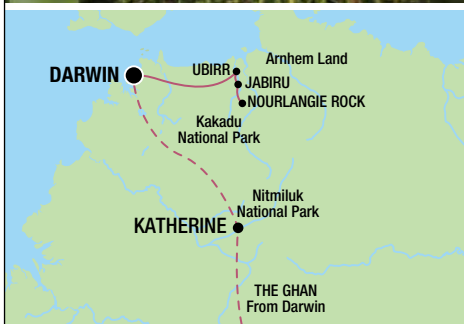 Arnhem Land
UBIRR
DARWIN
JABIRU
NOURLANGIE ROCK
Kakadu
National Park
Nitmiluk
National Park
KATHERINE
THE GHAN
From Darwin